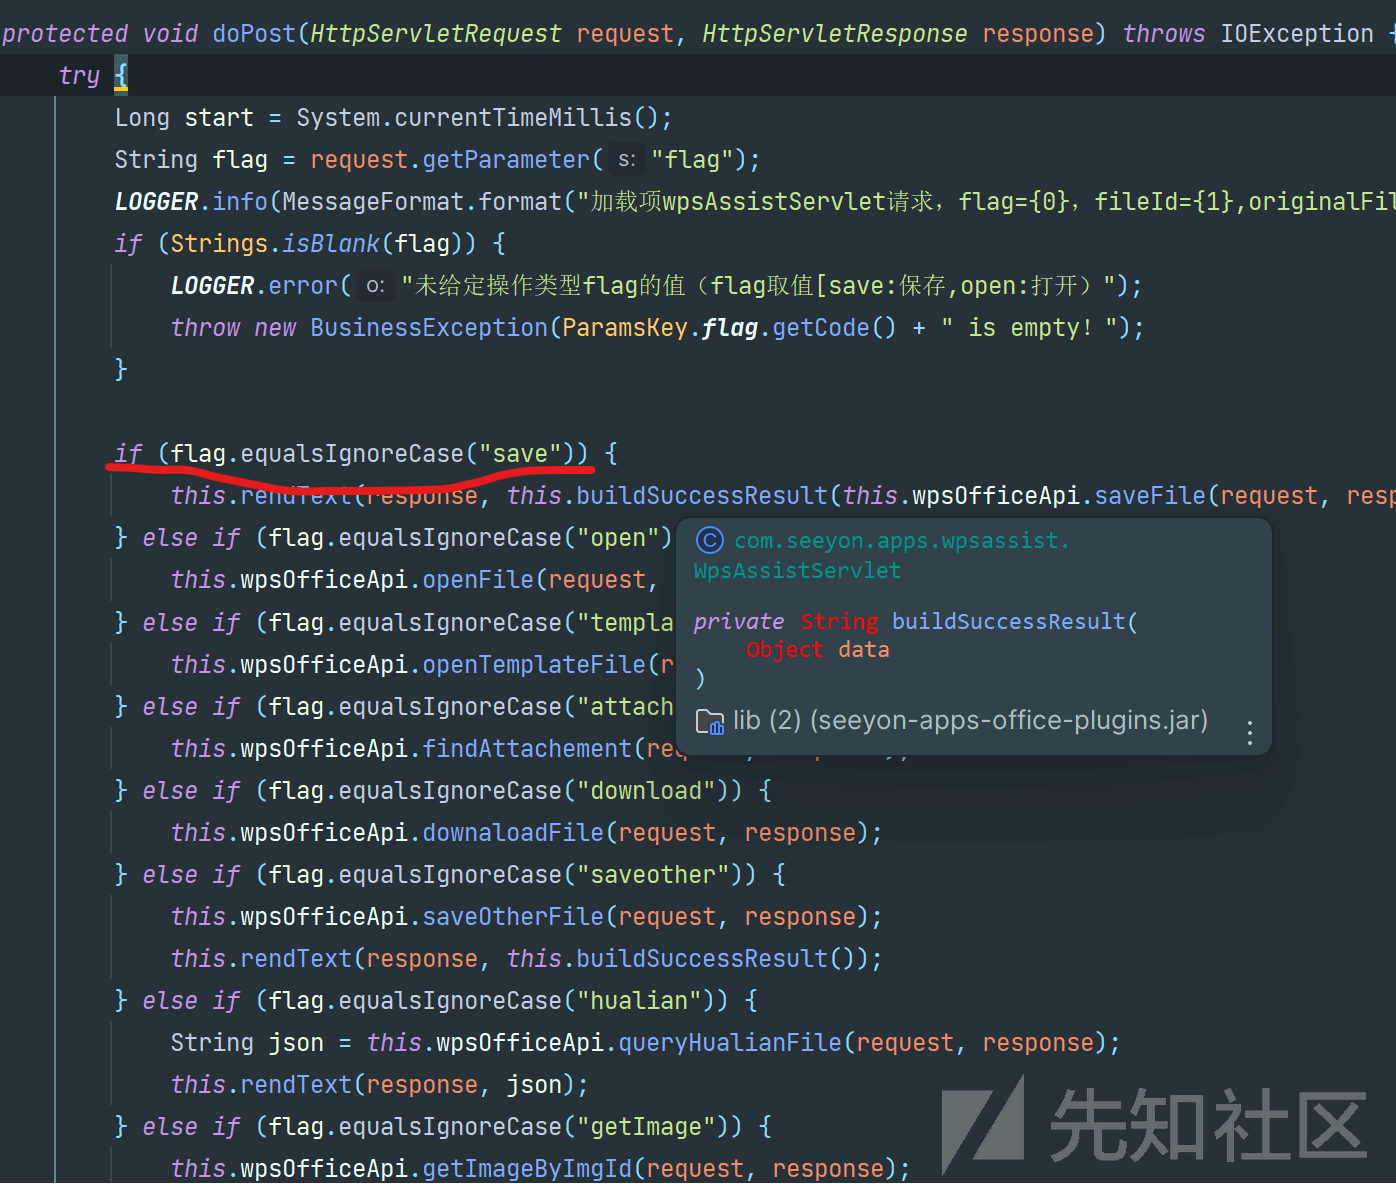 protected void doPost(HttpServletRequest request, HttpServletResponse response) throws IOException {
try {
Long start = System.currentTimeMillis();
String flag = request.getParameter( s: "flag");
LOGGER.info(MessageFormat.format("加载项wpsAssistServlet请求，flag={0}，fileId={1},originalFil
if (Strings.isBlank(flag)) {
LOGGER.error( o: "未给定操作类型flag的值（flag取值[save:保存,open:打开）");
throw new BusinessException(ParamsKey.flag.getCode() + " is empty！");
}
if (flag.equalsIgnoreCase("save")) {
this.rendText(response, this.buildSuccessResult(this.wpsOfficeApi.saveFile(request, resp
} else if (flag.equalsIgnoreCase("open")
this.wpsOfficeApi.openFile(request,
} else if (flag.equalsIgnoreCase("templa
this.wpsOfficeApi.openTemplateFile(r
} else if (flag.equalsIgnoreCase("attach
this.wpsOfficeApi.findAttachement(re
} else if (flag.equalsIgnoreCase("download")) {
this.wpsOfficeApi.downaloadFile(request, response);
} else if (flag.equalsIgnoreCase("saveother")) {
this.wpsOfficeApi.saveOtherFile(request, response);
this.rendText(response, this.buildSuccessResult());
} else if (flag.equalsIgnoreCase("hualian")) {
String json = this.wpsOfficeApi.queryHualianFile(request, response);
this.rendText(response, json);
} else if (flag.equalsIgnoreCase("getImage")) {
this.wpsOfficeApi.getImageByImgId(request, response);
C com.seeyon.apps.wpsassist.
WpsAssistServlet
private String buildSuccessResult(
Object data
)
lib (2) (seeyon-apps-office-plugins.jar)
先知社区